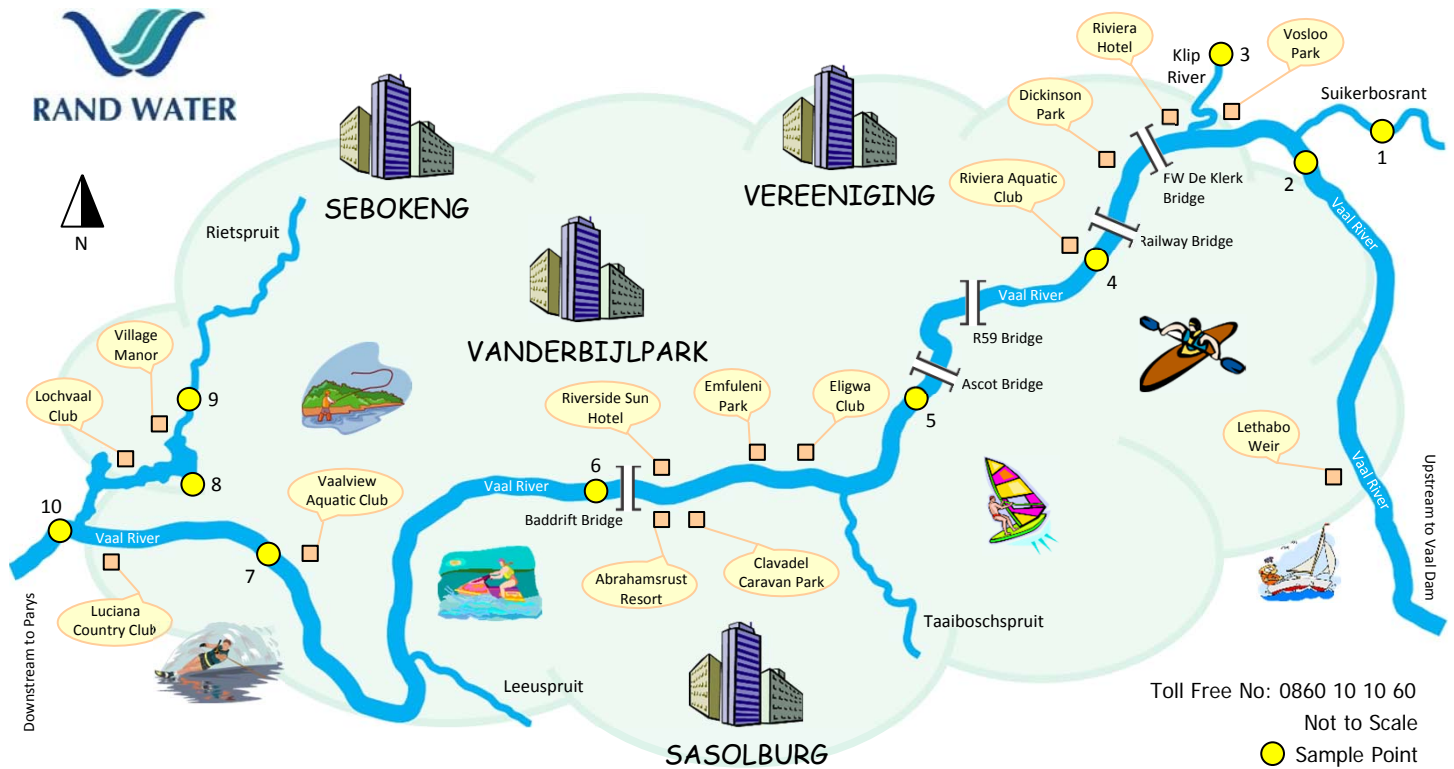 RAND WATER
N
SEBOKENG
VEREENIGING
VANDERBIJLPARK
SASOLBURG
Riviera
Hotel
Klip
River
3
Vosloo
Park
Suikerbosrant
1
2
Dickinson
Park
FW De Klerk
Bridge
Vaal River
Riviera Aquatic
Club
Railway Bridge
4
Vaal River
R59 Bridge
Ascot Bridge
5
Lethabo
Weir
Vaal River
Upstream to Vaal Dam
Rietspruit
Village
Manor
Lochvaal
Club
9
8
10
Vaal River
7
Vaalview
Aquatic Club
Luciana
Country Club
Downstream to Parys
Riverside Sun
Hotel
Emfuleni
Park
Eligwa
Club
6
Vaal River
Baddrift Bridge
Abrahamsrust
Resort
Clavadel
Caravan Park
Taaiboschspruit
Leeuspruit
Toll Free No: 0860 10 10 60
Not to Scale
Sample Point